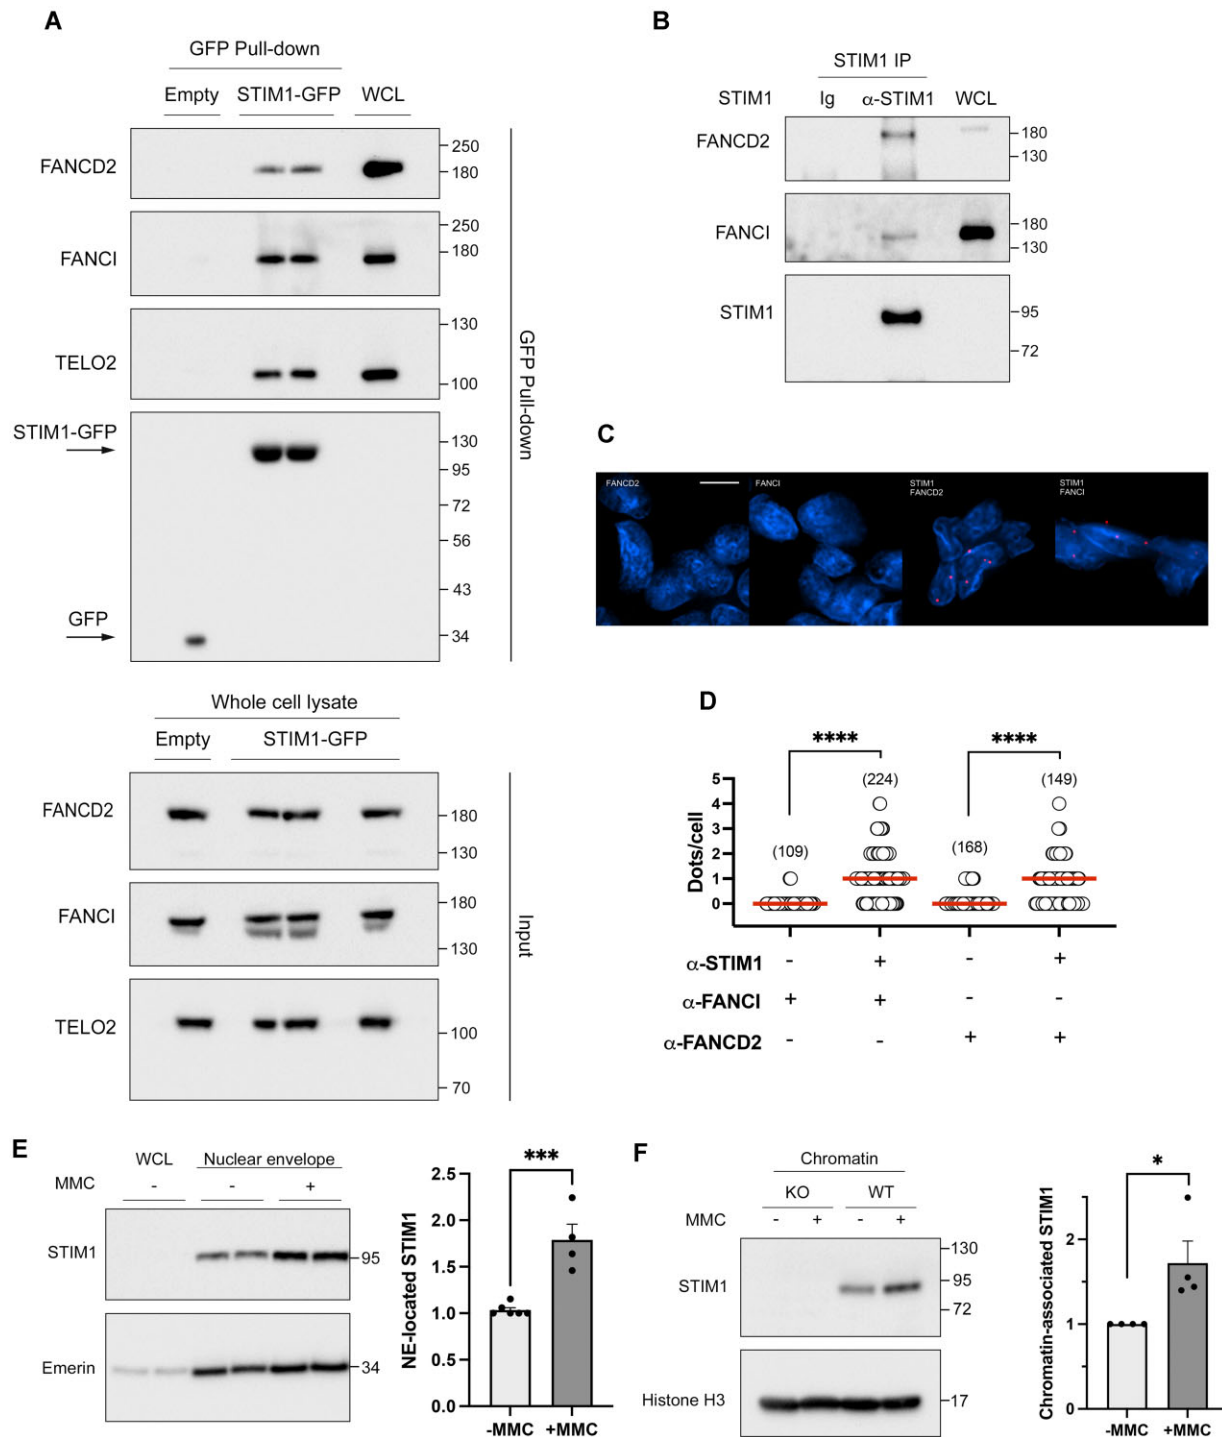 A
GFP Pull-down
Empty STIM1-GFP WCL
FANCD2
250
180
FANCI
250
180
TELO2
130
100
STIM1-GFP
130
95
72
56
43
GFP
34
GFP Pull-down
Whole cell lysate
Empty STIM1-GFP
FANCD2
180
130
FANCI
180
130
TELO2
100
70
Input
B
STIM1 IP
STIM1 Ig α-STIM1 WCL
FANCD2
180
130
FANCI
180
130
STIM1
95
72
C
FANCD2
FANCI
STIM1
FANCD2
STIM1
FANCI
D
**** ****
(109) (224) (168) (149)
Dots/cell
5
4
3
2
1
0
α-STIM1 - + - +
α-FANCI + + - -
α-FANCD2 - - + +
E
WCL Nuclear envelope
MMC - - +
STIM1 95
Emerin 34
***
NE-located STIM1
2.5
2.0
1.5
1.0
0.5
0.0
-MMC +MMC
F
Chromatin
KO WT
MMC - + - +
STIM1
130
95
72
Histone H3 17
*
Chromatin-associated STIM1
2
1
0
-MMC +MMC